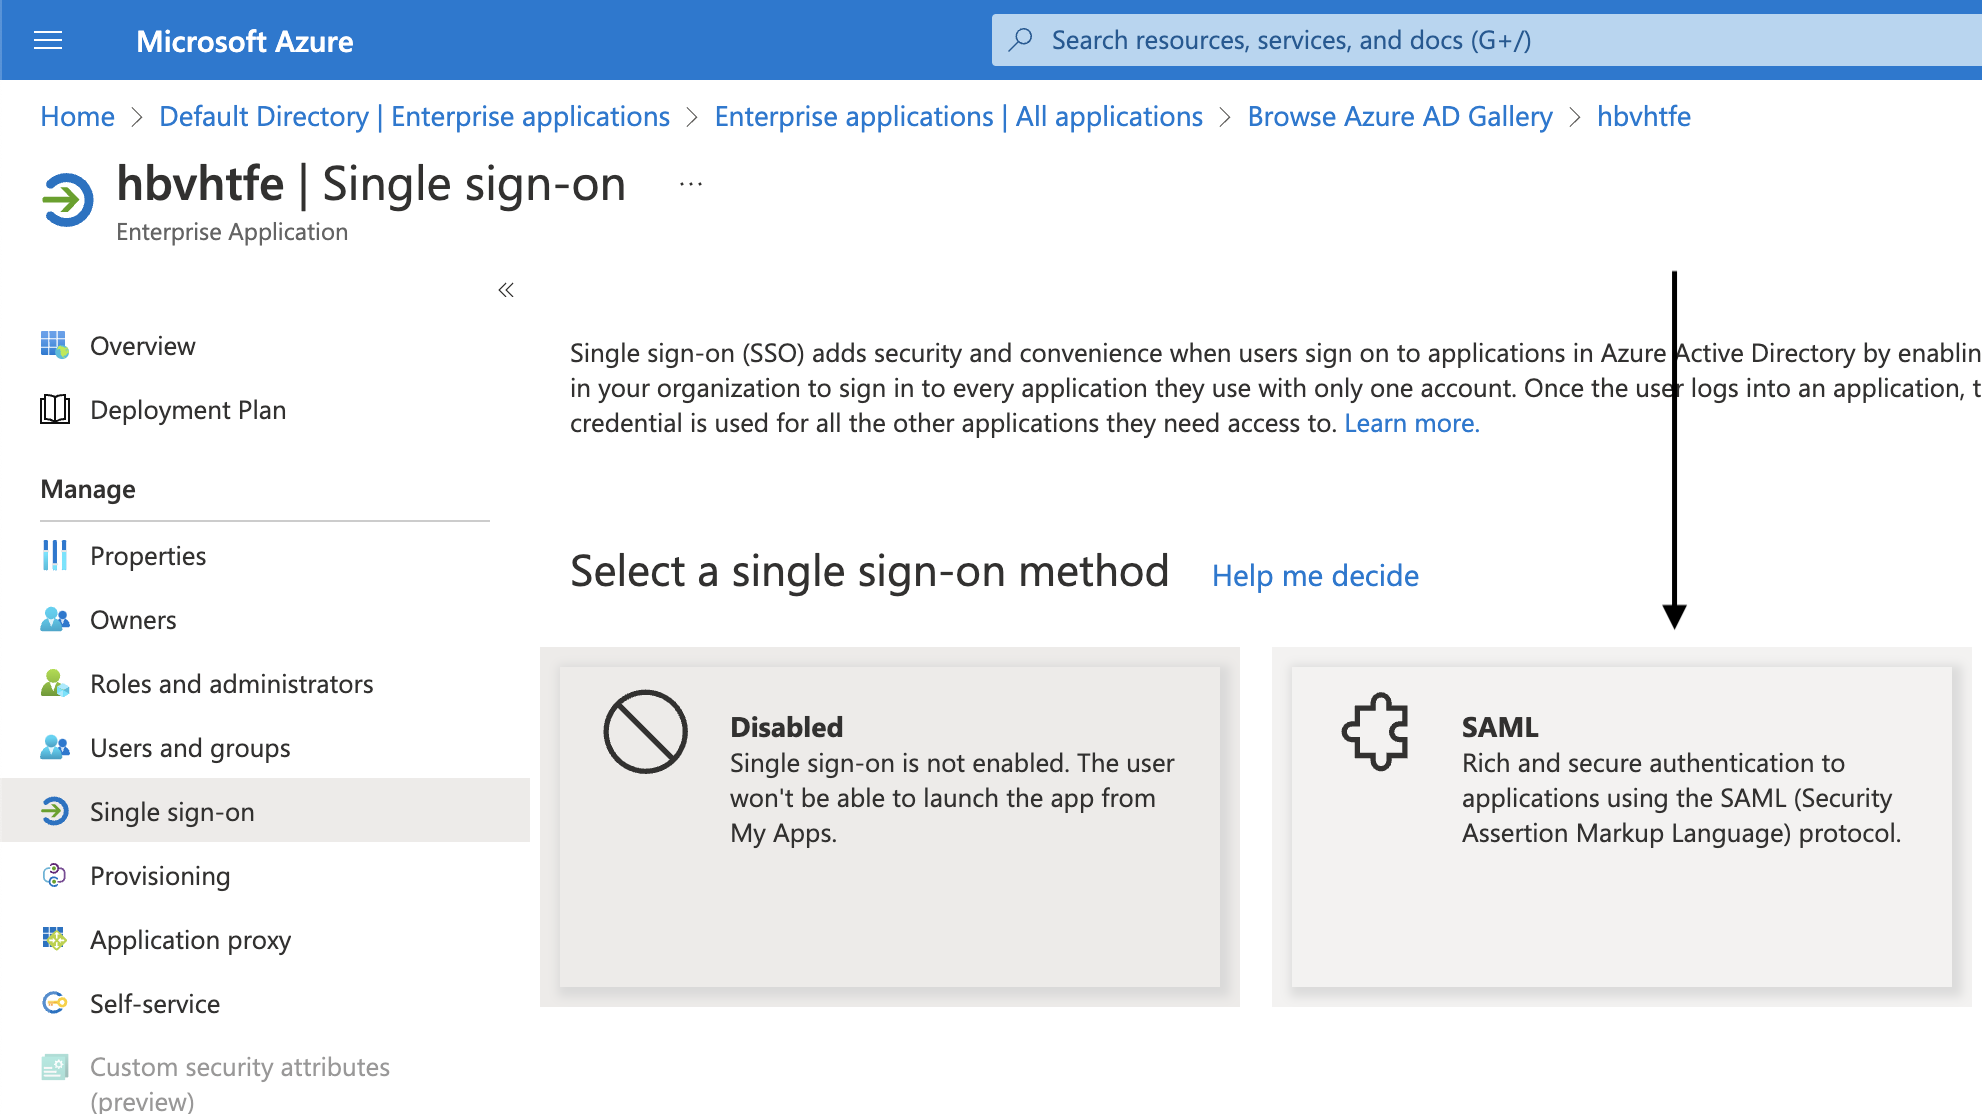 Microsoft Azure
Search resources, services, and docs (G+/)
Home > Default Directory | Enterprise applications > Enterprise applications | All applications > Browse Azure AD Gallery > hbvhtfe
hbvhtfe | Single sign-on ...
Enterprise Application
«
Overview
Deployment Plan
Manage
Properties
Owners
Roles and administrators
Users and groups
Single sign-on
Provisioning
Application proxy
Self-service
Custom security attributes
(preview)
Single sign-on (SSO) adds security and convenience when users sign on to applications in Azure Active Directory by enablin
in your organization to sign in to every application they use with only one account. Once the user logs into an application, t
credential is used for all the other applications they need access to. Learn more.
Select a single sign-on method Help me decide
Disabled
Single sign-on is not enabled. The user
won't be able to launch the app from
My Apps.
SAML
Rich and secure authentication to
applications using the SAML (Security
Assertion Markup Language) protocol.